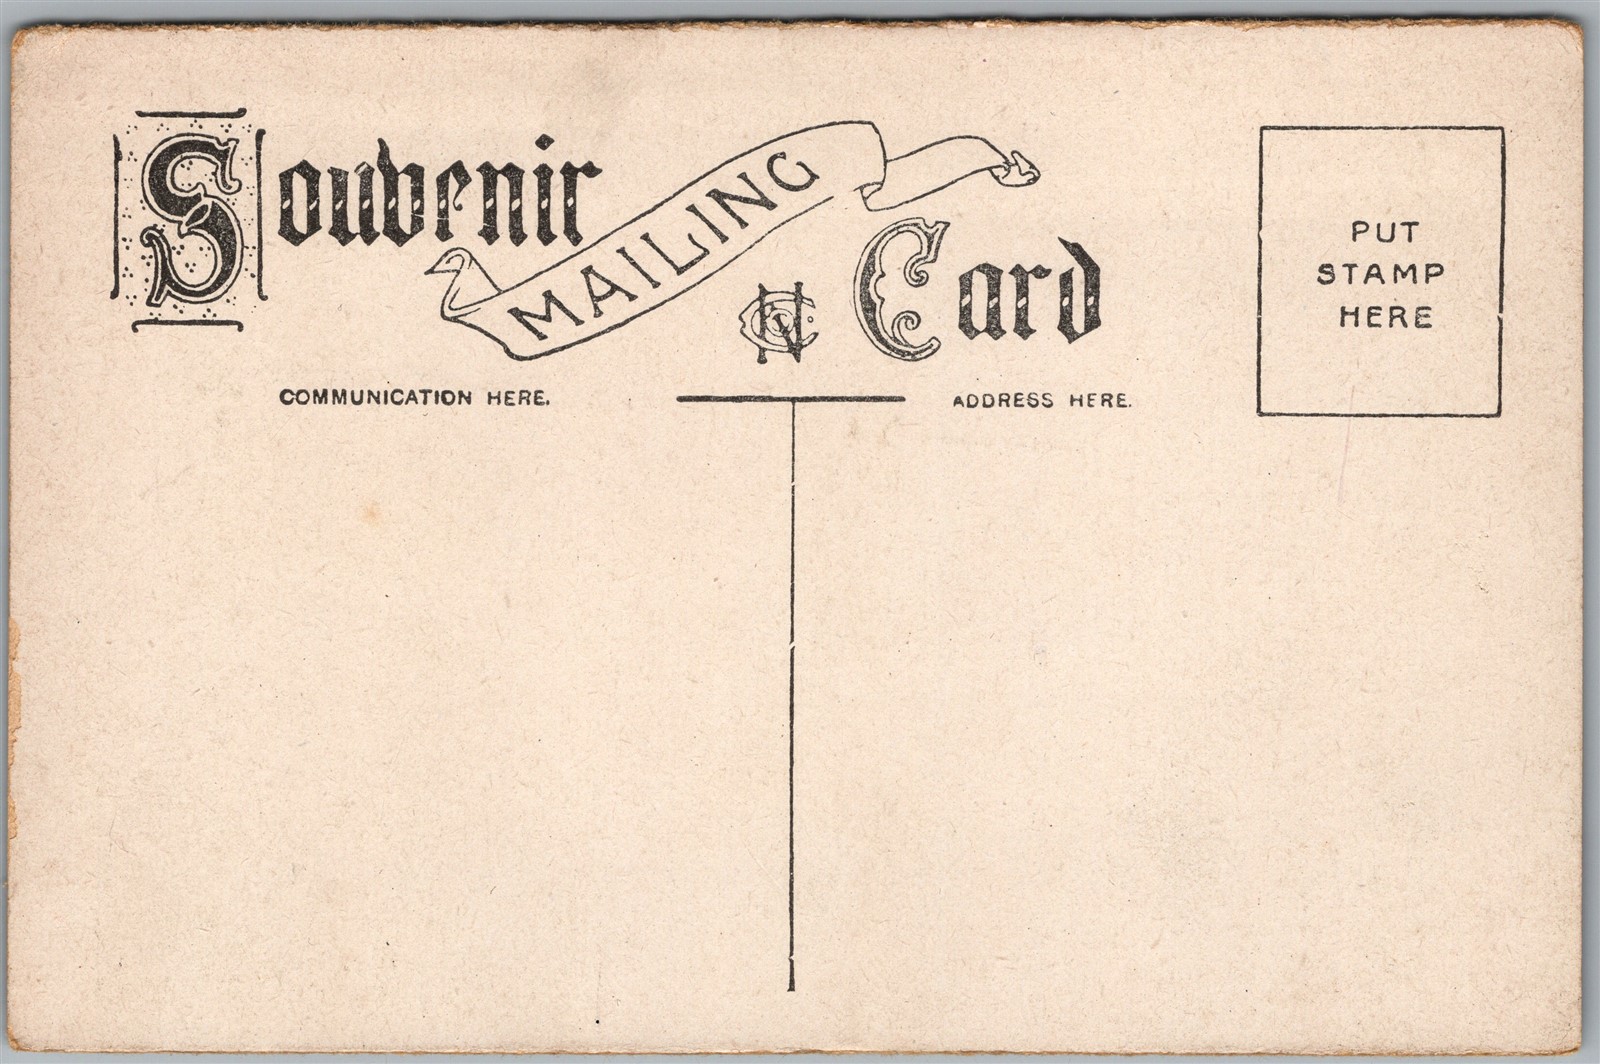 Souvenir
MAILING
Card
PUT
STAMP
HERE
COMMUNICATION HERE.
ADDRESS HERE.